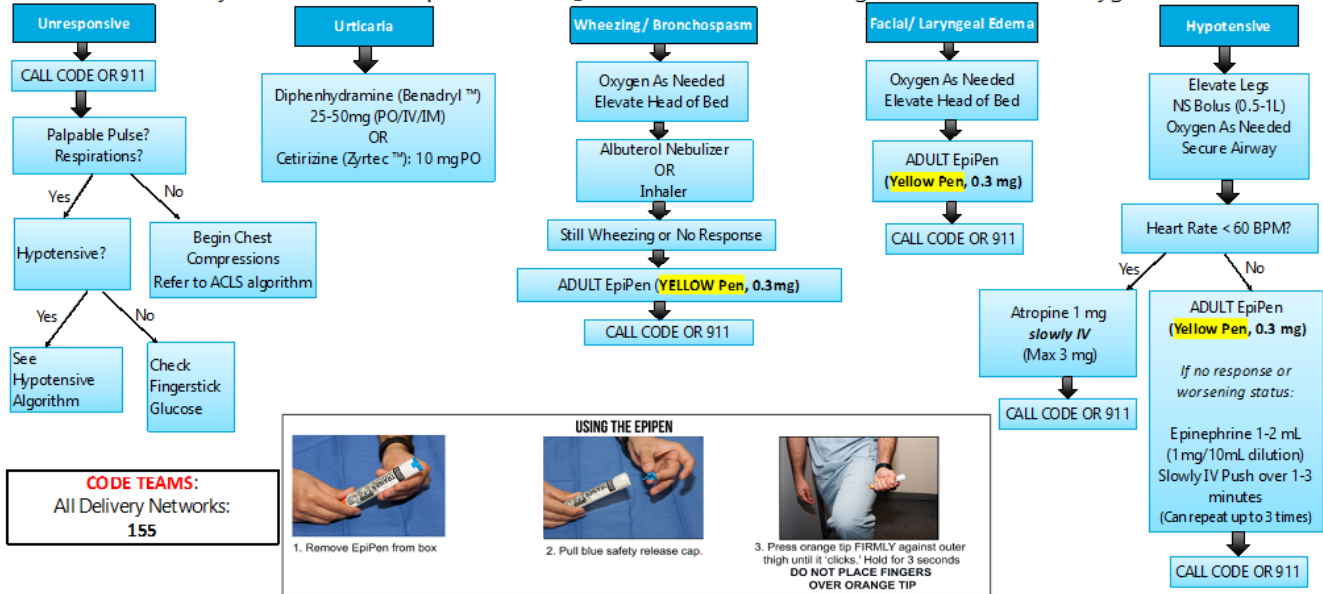 Unresponsive
CALL CODE OR 911
Palpable Pulse?
Respirations?
Yes
No
Hypotensive?
Begin Chest
Compressions
Refer to ACLS algorithm
Yes
No
See
Hypotensive
Algorithm
Check
Fingerstick
Glucose
Urticaria
Diphenhydramine (Benadryl ™)
25-50mg (PO/IV/IM)
OR
Cetirizine (Zyrtec ™): 10 mg PO
Wheezing/ Bronchospasm
Oxygen As Needed
Elevate Head of Bed
Albuterol Nebulizer
OR
Inhaler
Still Wheezing or No Response
ADULT EpiPen (YELLOW Pen, 0.3mg)
CALL CODE OR 911
Facial/ Laryngeal Edema
Oxygen As Needed
Elevate Head of Bed
ADULT EpiPen
(Yellow Pen, 0.3 mg)
CALL CODE OR 911
Hypotensive
Elevate Legs
NS Bolus (0.5-1L)
Oxygen As Needed
Secure Airway
Heart Rate < 60 BPM?
Yes
No
Atropine 1 mg
slowly IV
(Max 3 mg)
CALL CODE OR 911
ADULT EpiPen
(Yellow Pen, 0.3 mg)
If no response or
worsening status:
Epinephrine 1-2 mL
(1mg/10mL dilution)
Slowly IV Push over 1-3
minutes
(Can repeat up to 3 times)
CALL CODE OR 911
CODE TEAMS:
All Delivery Networks:
155
USING THE EPIPEN
1. Remove EpiPen from box
2. Pull blue safety release cap.
3. Press orange tip FIRMLY against outer
thigh until it 'clicks.' Hold for 3 seconds
DO NOT PLACE FINGERS
OVER ORANGE TIP